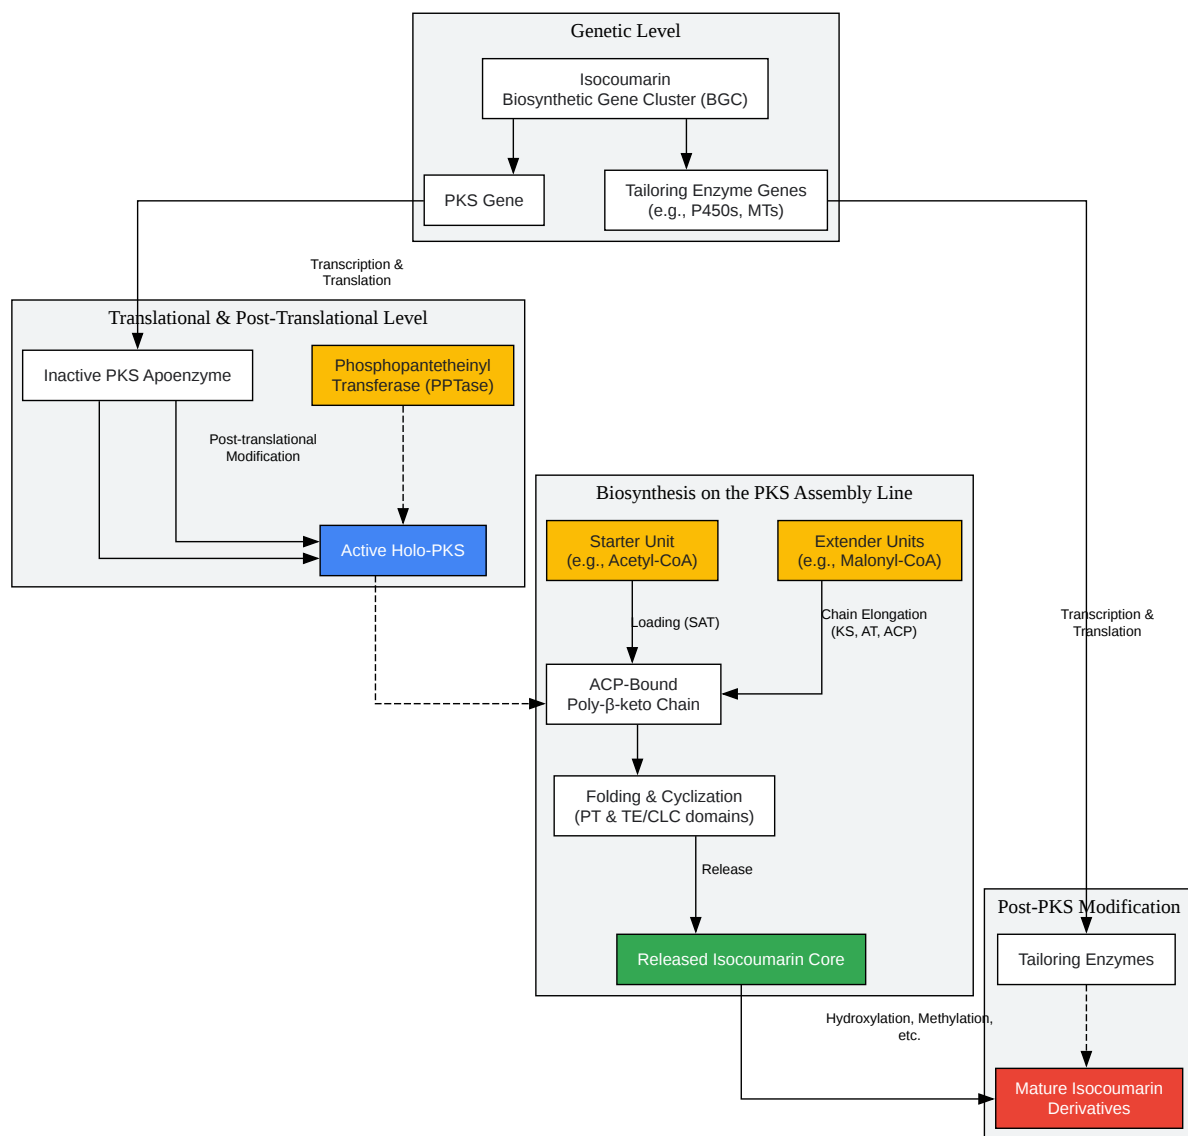 Genetic Level
Isocoumarin
Biosynthetic Gene Cluster (BGC)
PKS Gene
Tailoring Enzyme Genes
(e.g., P450s, MTs)
Transcription &
Translation
Translational & Post-Translational Level
Inactive PKS Apoenzyme
Phosphopantetheinyl
Transferase (PPTase)
Post-translational
Modification
Active Holo-PKS
Biosynthesis on the PKS Assembly Line
Starter Unit
(e.g., Acetyl-CoA)
Extender Units
(e.g., Malonyl-CoA)
Loading (SAT)
Chain Elongation
(KS, AT, ACP)
Transcription &
Translation
ACP-Bound
Poly-β-keto Chain
Folding & Cyclization
(PT & TE/CLC domains)
Release
Released Isocoumarin Core
Post-PKS Modification
Tailoring Enzymes
Hydroxylation, Methylation,
etc.
Mature Isocoumarin
Derivatives